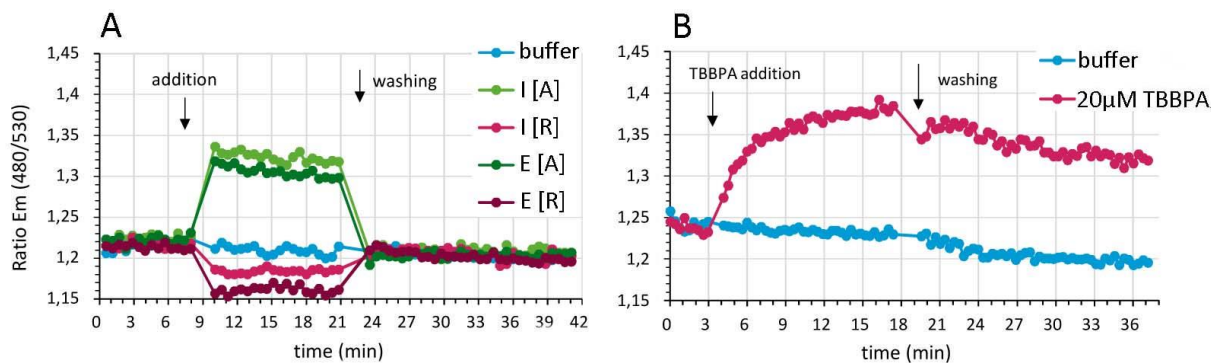 A
B
1,45
1,4
1,35
1,3
1,25
1,2
1,15
Ratio Em (480/530)
addition
washing
buffer
I [A]
I [R]
E [A]
E [R]
0 3 6 9 12 15 18 21 24 27 30 33 36 39 42
time (min)
1,45
1,4
1,35
1,3
1,25
1,2
1,15
TBBPA addition
washing
buffer
20µM TBBPA
0 3 6 9 12 15 18 21 24 27 30 33 36
time (min)